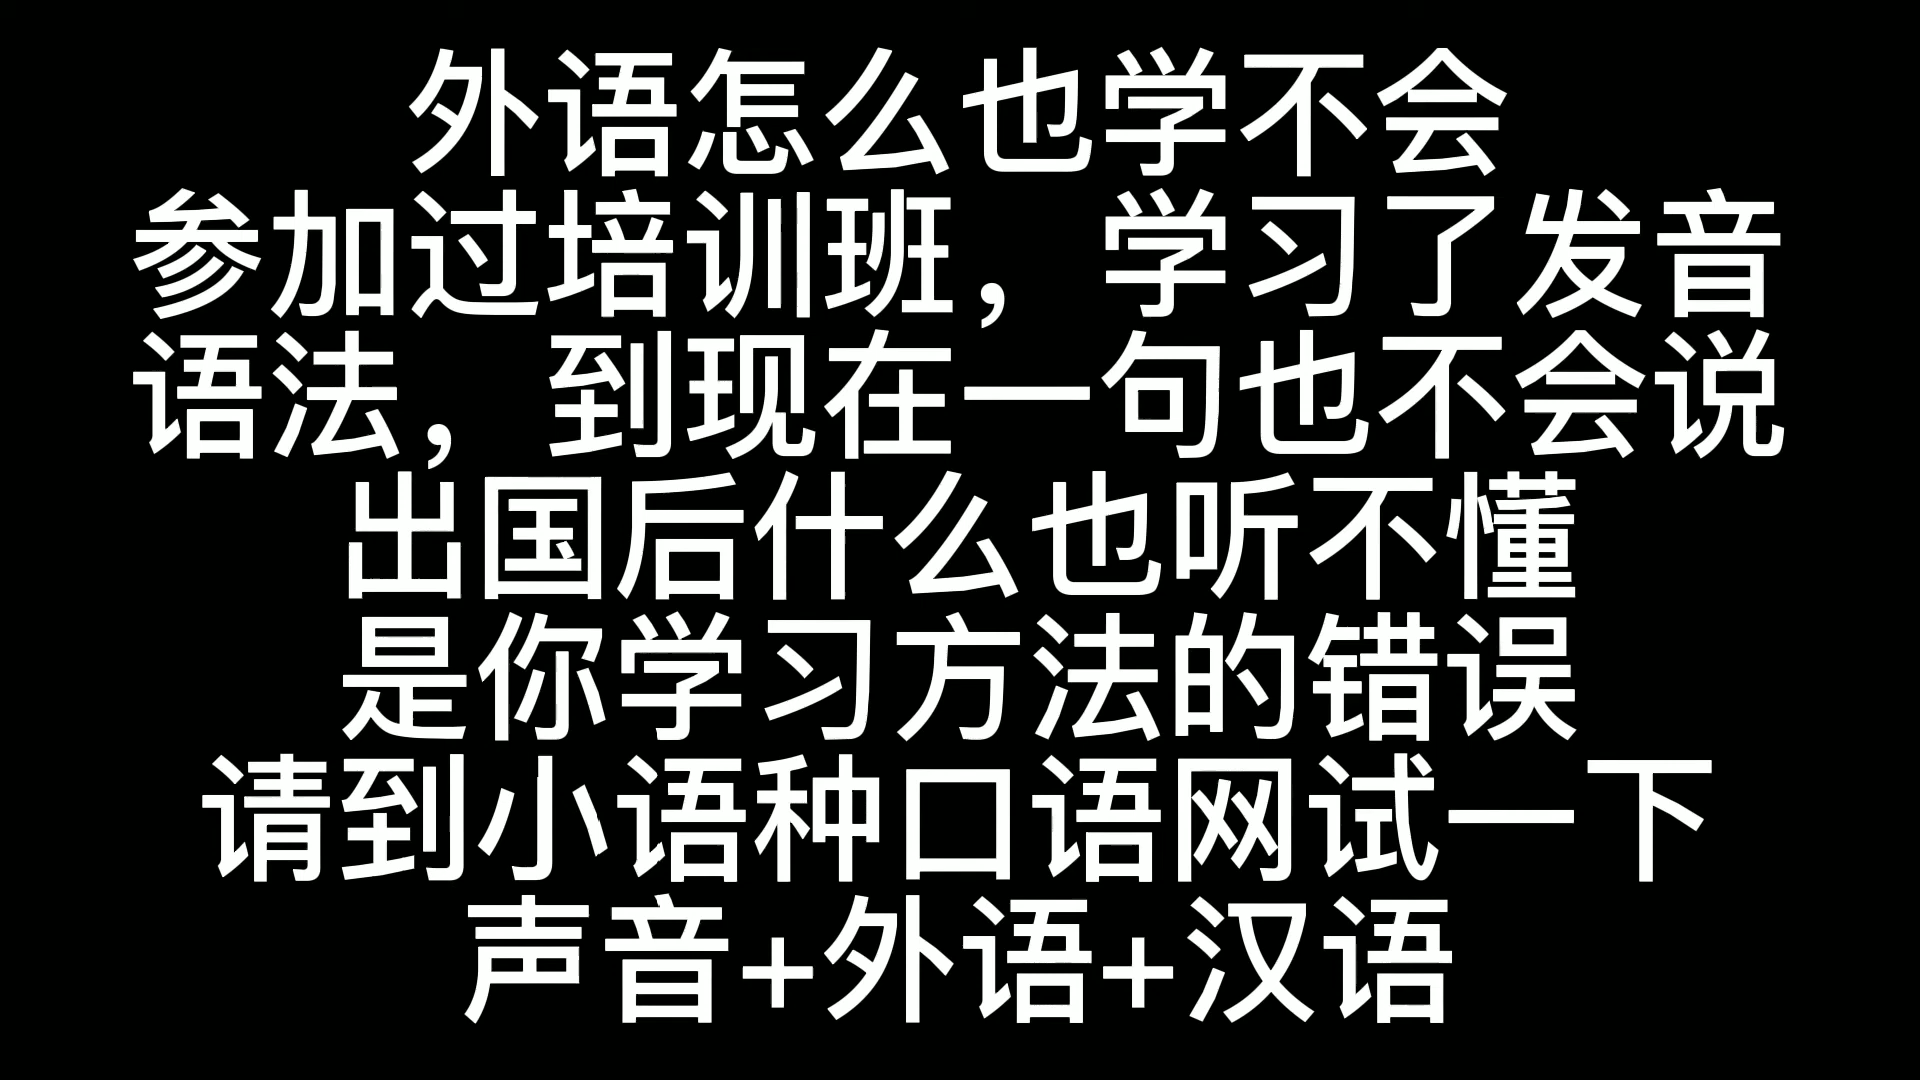 外语怎么也学不会
参加过培训班，学习了发音
语法，到现在一句也不会说
出国后什么也听不懂
是你学习方法的错误
请到小语种口语网试一下
声音+外语+汉语